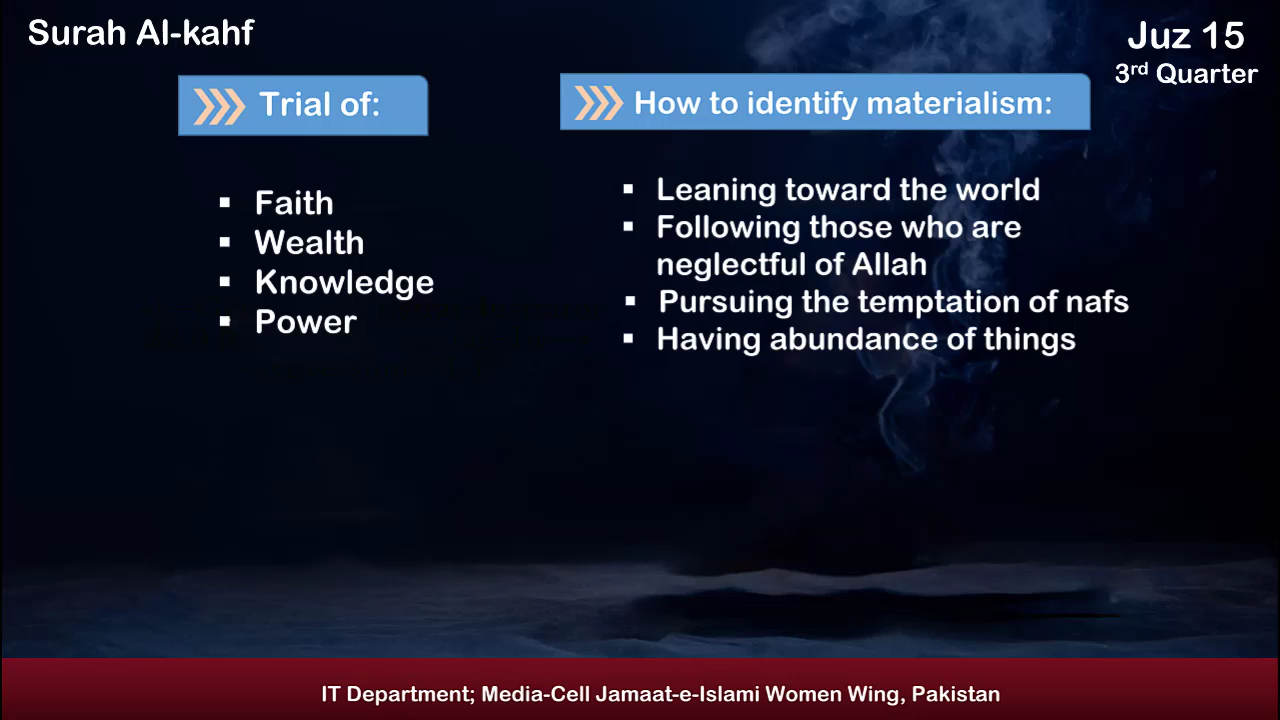 Surah Al-kahf
Juz 15
3rd Quarter
Trial of:
▪ Faith
▪ Wealth
▪ Knowledge
▪ Power
How to identify materialism:
▪ Leaning toward the world
▪ Following those who are
neglectful of Allah
▪ Pursuing the temptation of nafs
▪ Having abundance of things
IT Department; Media-Cell Jamaat-e-Islami Women Wing, Pakistan